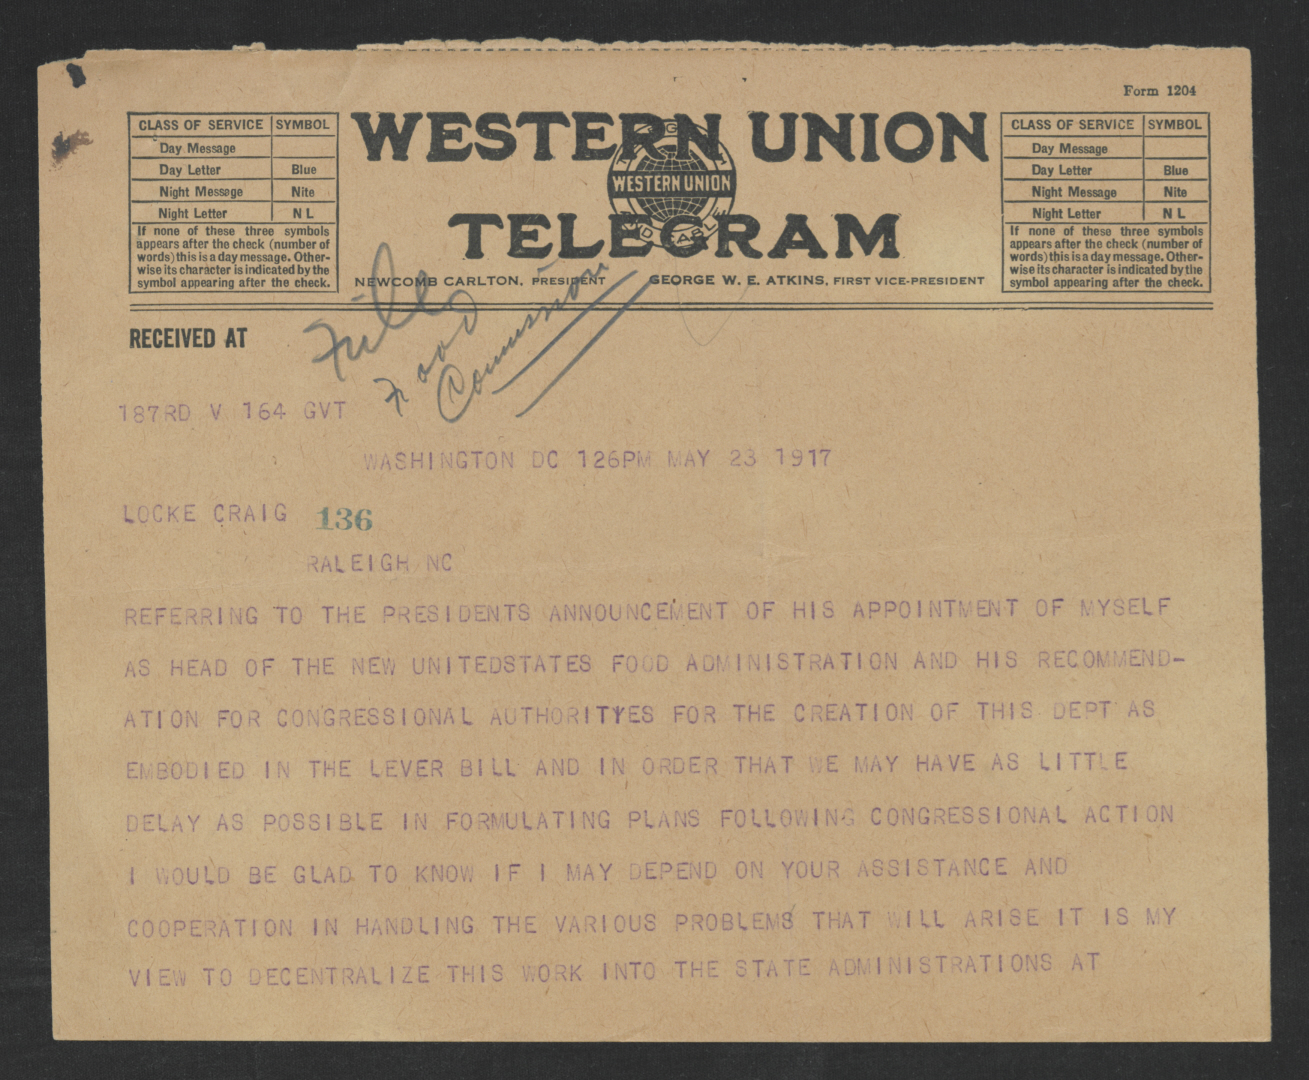 Form 1204
CLASS OF SERVICE SYMBOL
Day Message
Day Letter Blue
Night Message Nite
Night Letter N L
If none of these three symbols
appears after the check (number of
words) this is a day message. Other-
wise its character is indicated by the
symbol appearing after the check.
WESTERN UNION
WESTERN UNION
TELEGRAM
NEWCOMB CARLTON, PRESIDENT GEORGE W. E. ATKINS, FIRST VICE-PRESIDENT
CLASS OF SERVICE SYMBOL
Day Message
Day Letter Blue
Night Message Nite
Night Letter N L
If none of these three symbols
appears after the check (number of
words) this is a day message. Other-
wise its character is indicated by the
symbol appearing after the check.
RECEIVED AT
Food
Commission
187RD V 164 GVT
WASHINGTON DC 126PM MAY 23 1917
LOCKE CRAIG 136
RALEIGH NC
REFERRING TO THE PRESIDENTS ANNOUNCEMENT OF HIS APPOINTMENT OF MYSELF
AS HEAD OF THE NEW UNITEDSTATES FOOD ADMINISTRATION AND HIS RECOMMEND-
ATION FOR CONGRESSIONAL AUTHORITYES FOR THE CREATION OF THIS DEPT AS
EMBODIED IN THE LEVER BILL AND IN ORDER THAT WE MAY HAVE AS LITTLE
DELAY AS POSSIBLE IN FORMULATING PLANS FOLLOWING CONGRESSIONAL ACTION
I WOULD BE GLAD TO KNOW IF I MAY DEPEND ON YOUR ASSISTANCE AND
COOPERATION IN HANDLING THE VARIOUS PROBLEMS THAT WILL ARISE IT IS MY
VIEW TO DECENTRALIZE THIS WORK INTO THE STATE ADMINISTRATIONS AT